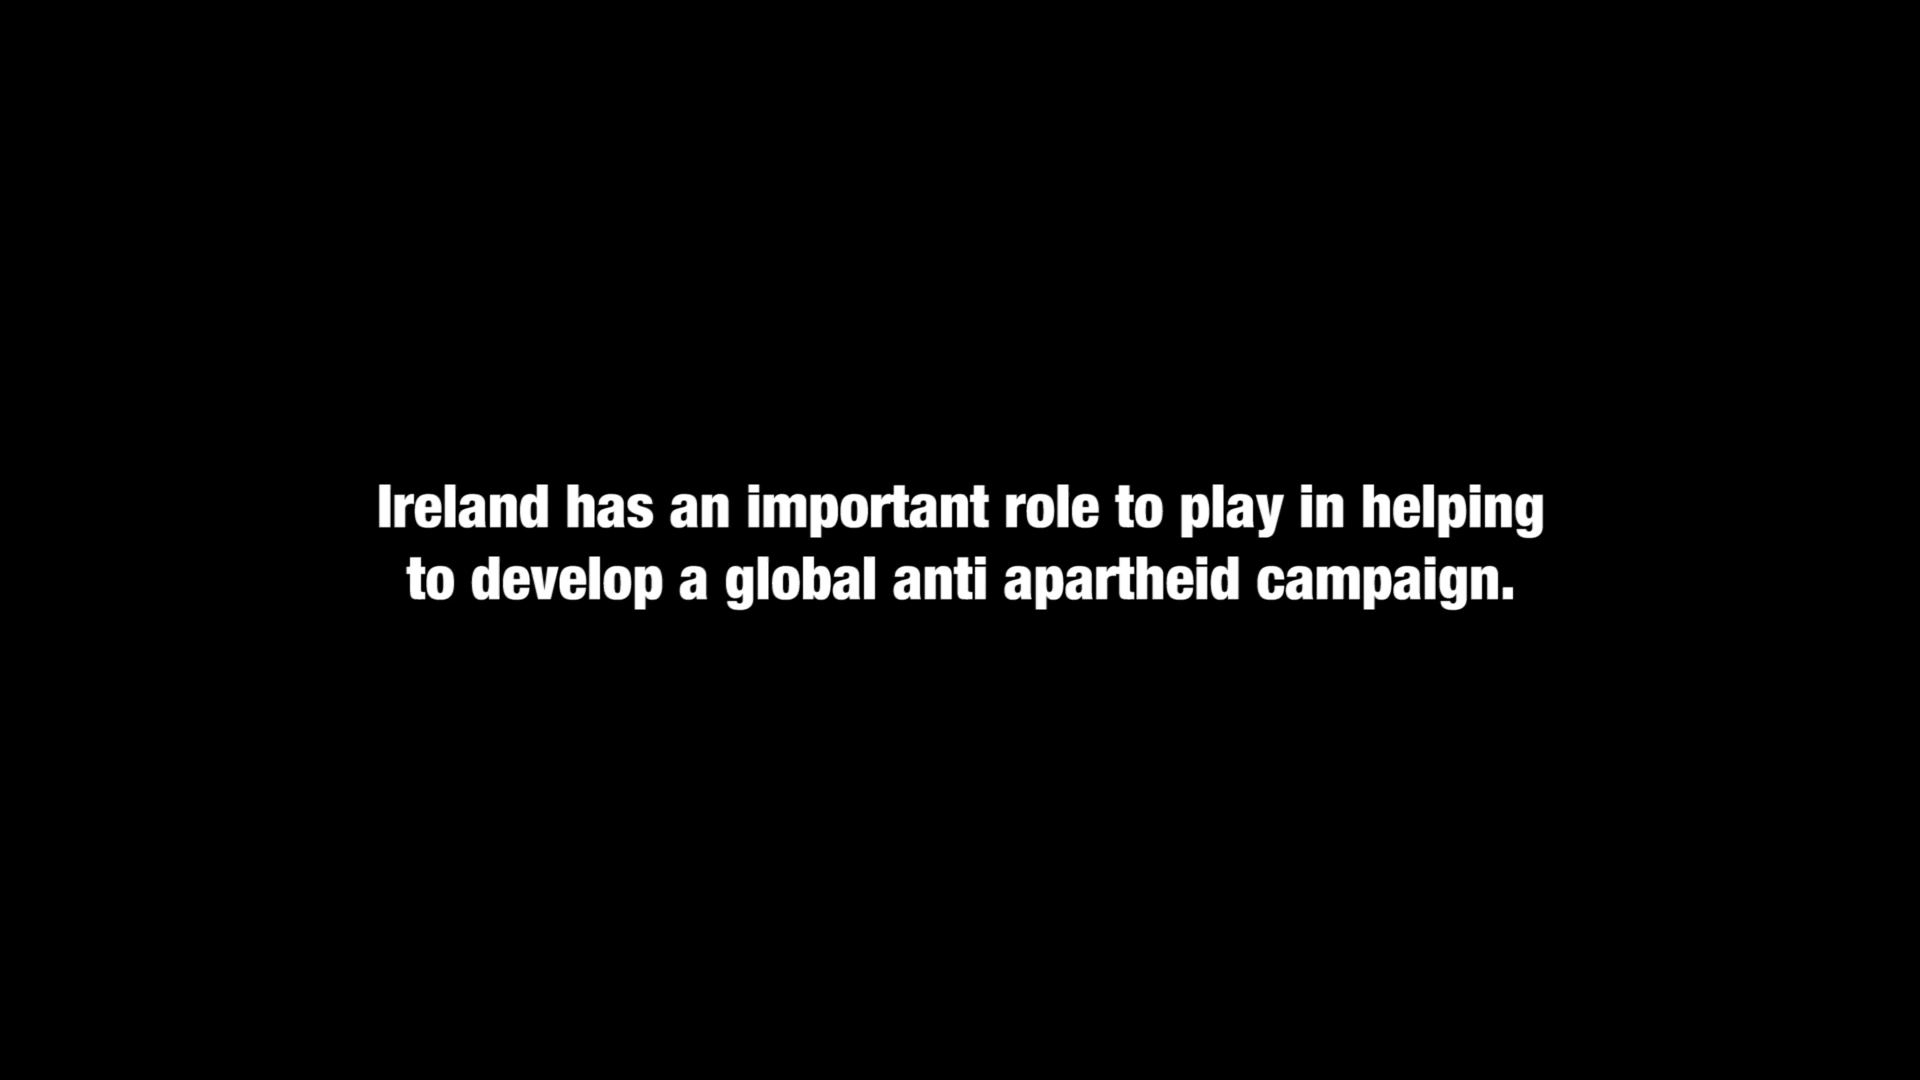 Ireland has an important role to play in helping
to develop a global anti apartheid campaign.